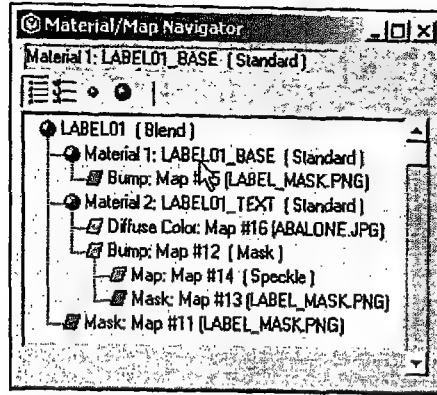 Material/Map Navigator
Material 1: LABEL01_BASE (Standard)
LABEL01 (Blend)
Material 1: LABEL01_BASE (Standard)
Bump: Map #5 (LABEL_MASK.PNG)
Material 2: LABEL01_TEXT (Standard)
Diffuse Color: Map #16 (ABALONE.JPG)
Bump: Map #12 (Mask)
Map: Map #14 (Speckle)
Mask: Map #13 (LABEL_MASK.PNG)
Mask: Map #11 (LABEL_MASK.PNG)